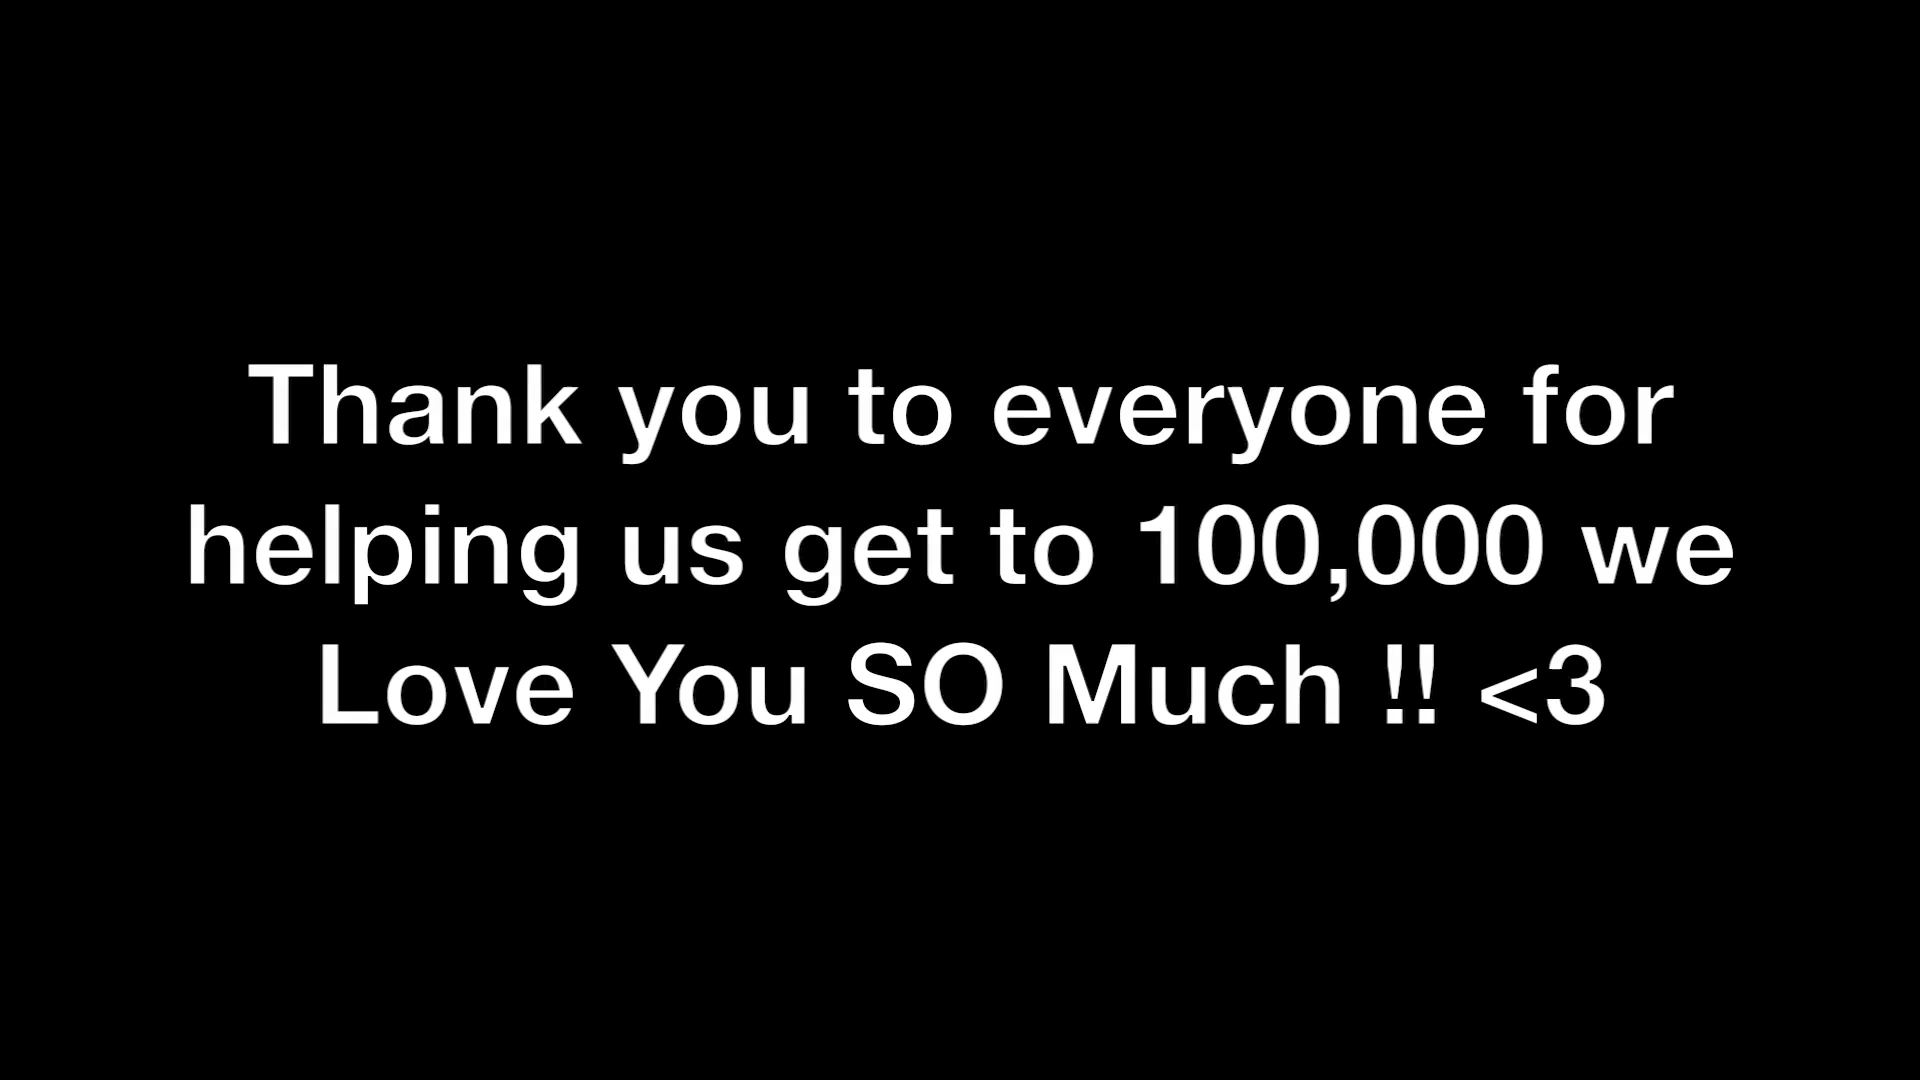 Thank you to everyone for
helping us get to 100,000 we
Love You SO Much !! <3